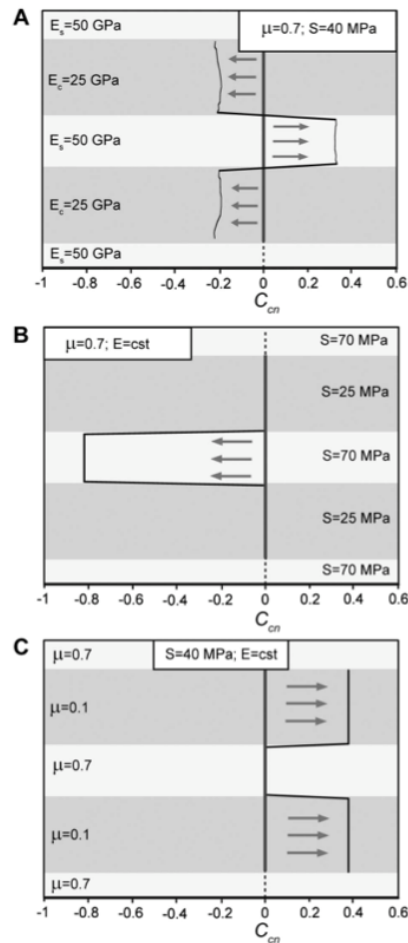 A
E_s=50 GPa
μ=0.7; S=40 MPa
E_c=25 GPa
E_s=50 GPa
E_c=25 GPa
E_s=50 GPa
-1 -0.8 -0.6 -0.4 -0.2 0 0.2 0.4 0.6
C_cn
B
μ=0.7; E=cst
S=70 MPa
S=25 MPa
S=70 MPa
S=25 MPa
S=70 MPa
-1 -0.8 -0.6 -0.4 -0.2 0 0.2 0.4 0.6
C_cn
C
μ=0.7
S=40 MPa; E=cst
μ=0.1
μ=0.7
μ=0.1
μ=0.7
-1 -0.8 -0.6 -0.4 -0.2 0 0.2 0.4 0.6
C_cn